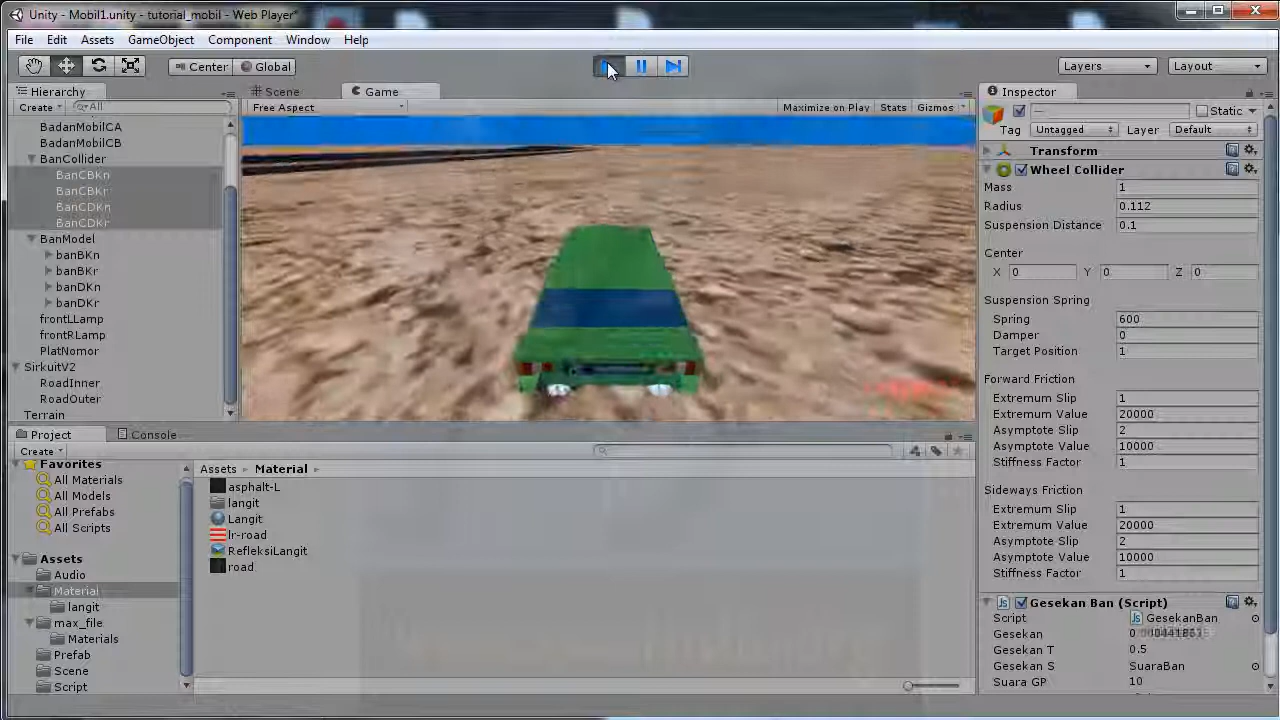 Unity - Mobil1.unity - tutorial_mobil - Web Player*
File Edit Assets GameObject Component Window Help
Center Global Layers Layout
Hierarchy
Create All
BadanMobilCA
BadanMobilCB
BanCollider
BanCBKn
BanCBKr
BanCDKn
BanCDKr
BanModel
banBKn
banBKr
banDKn
banDKr
frontLLamp
frontRLamp
PlatNomor
SirkuitV2
RoadInner
RoadOuter
Terrain
Scene Game
Free Aspect Maximize on Play Stats Gizmos
Inspector
Static
Tag Untagged Layer Default
Transform
Wheel Collider
Mass 1
Radius 0.112
Suspension Distance 0.1
Center
X 0 Y 0 Z 0
Suspension Spring
Spring 600
Damper 0
Target Position 1
Forward Friction
Extremum Slip 1
Extremum Value 20000
Asymptote Slip 2
Asymptote Value 10000
Stiffness Factor 1
Sideways Friction
Extremum Slip 1
Extremum Value 20000
Asymptote Slip 2
Asymptote Value 10000
Stiffness Factor 1
Gesekan Ban (Script)
Script GesekanBan
Gesekan
Gesekan T 0.5
Gesekan S SuaraBan
Suara GP 10
Project Console
Create
Favorites
All Materials
All Models
All Prefabs
All Scripts
Assets
Audio
Material
langit
max_file
Materials
Prefab
Scene
Script
Assets Material
asphalt-L
langit
Langit
lr-road
RefleksiLangit
road